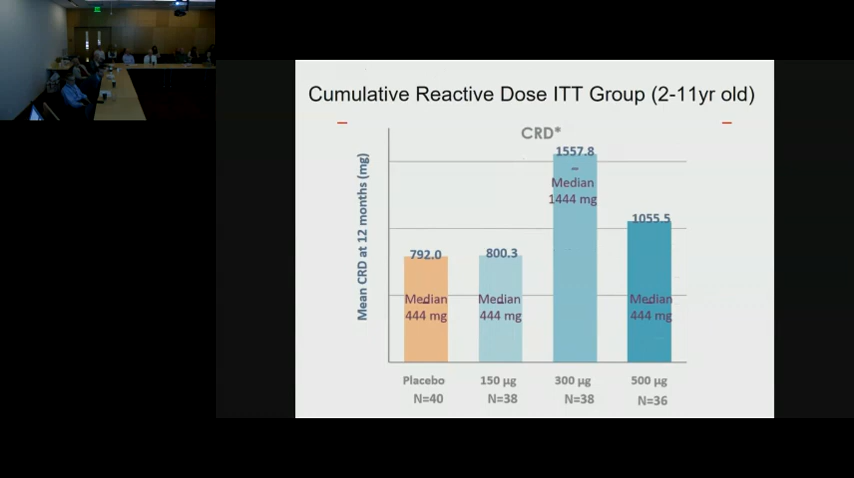 Cumulative Reactive Dose ITT Group (2-11yr old)
CRD*
Mean CRD at 12 months (mg)
1557.8
Median
1444 mg
1055.5
792.0
800.3
Median
444 mg
Median
444 mg
Median
444 mg
Placebo
150 µg
300 µg
500 µg
N=40
N=38
N=38
N=36